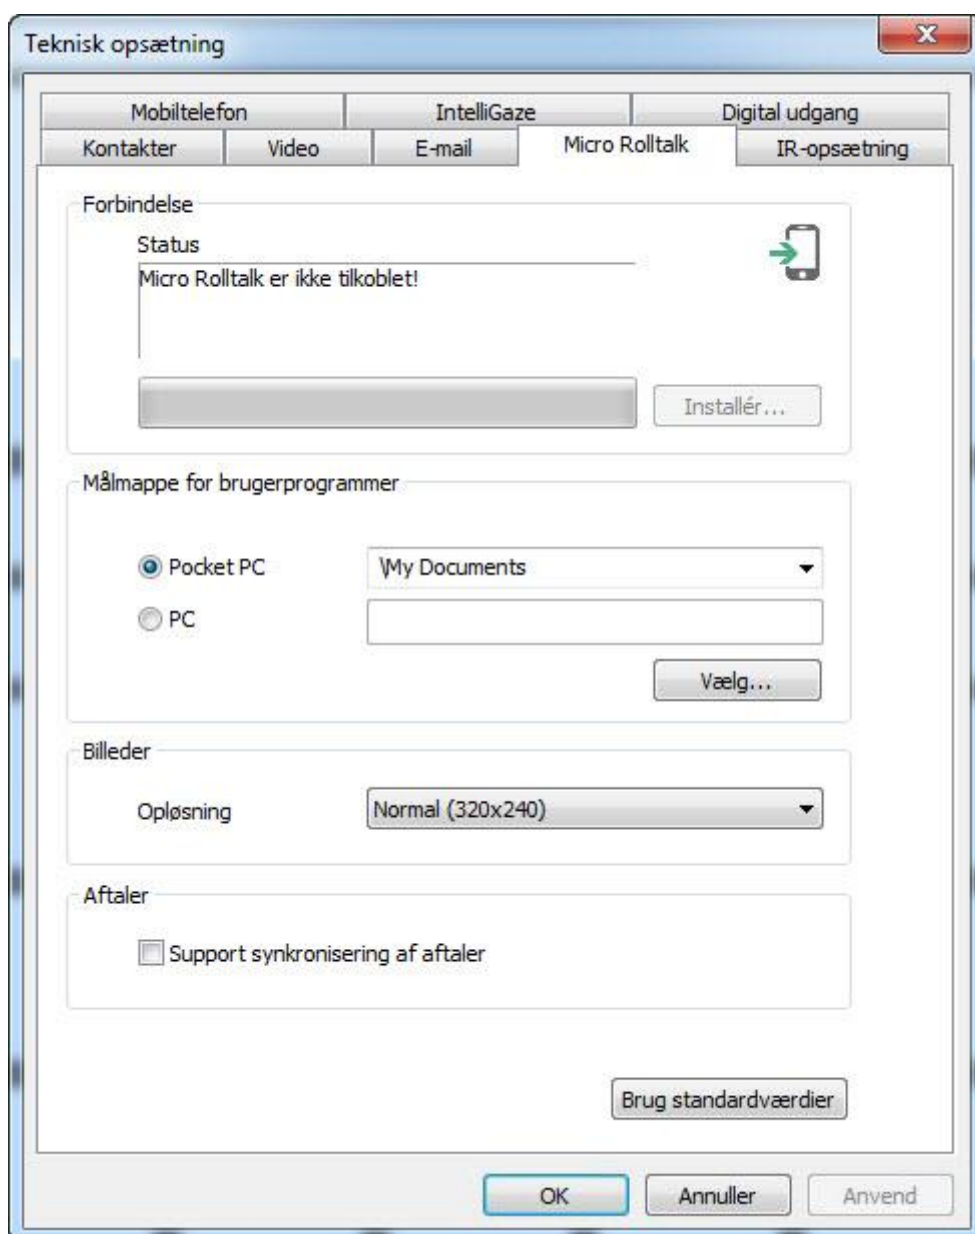 Teknisk opsætning
Mobiltelefon IntelliGaze Digital udgang
Kontakter Video E-mail Micro Rolltalk IR-opsætning
Forbindelse
Status
Micro Rolltalk er ikke tilkoblet!
Installér...
Målmappe for brugerprogrammer
Pocket PC \My Documents
PC
Vælg...
Billeder
Opløsning Normal (320x240)
Aftaler
Support synkronisering af aftaler
Brug standardværdier
OK Annuller Anvend